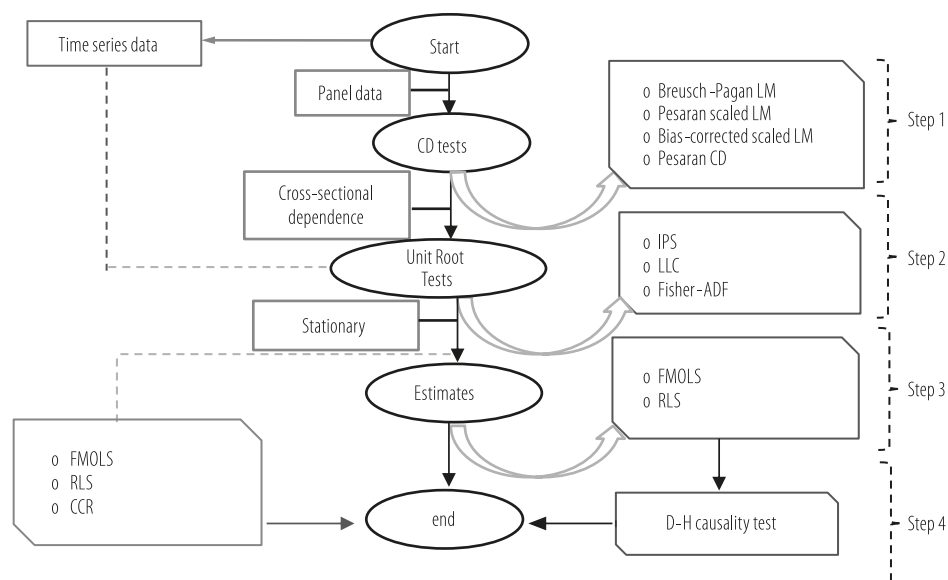 Time series data
Start
Panel data
o Breusch-Pagan LM
o Pesaran scaled LM
o Bias-corrected scaled LM
o Pesaran CD
Step 1
CD tests
Cross-sectional
dependence
Unit Root
Tests
o IPS
o LLC
o Fisher-ADF
Step 2
Stationary
Estimates
o FMOLS
o RLS
Step 3
o FMOLS
o RLS
o CCR
end
D-H causality test
Step 4